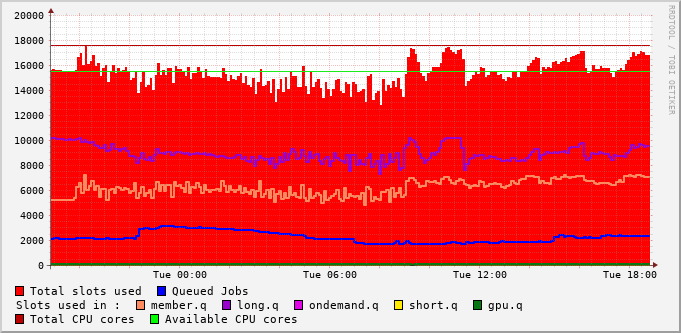 20000
18000
16000
14000
12000
10000
8000
6000
4000
2000
0
Tue 00:00 Tue 06:00 Tue 12:00 Tue 18:00
RRDTOOL / TOBI OETIKER
Total slots used Queued Jobs
Slots used in : member.q long.q ondemand.q short.q gpu.q
Total CPU cores Available CPU cores